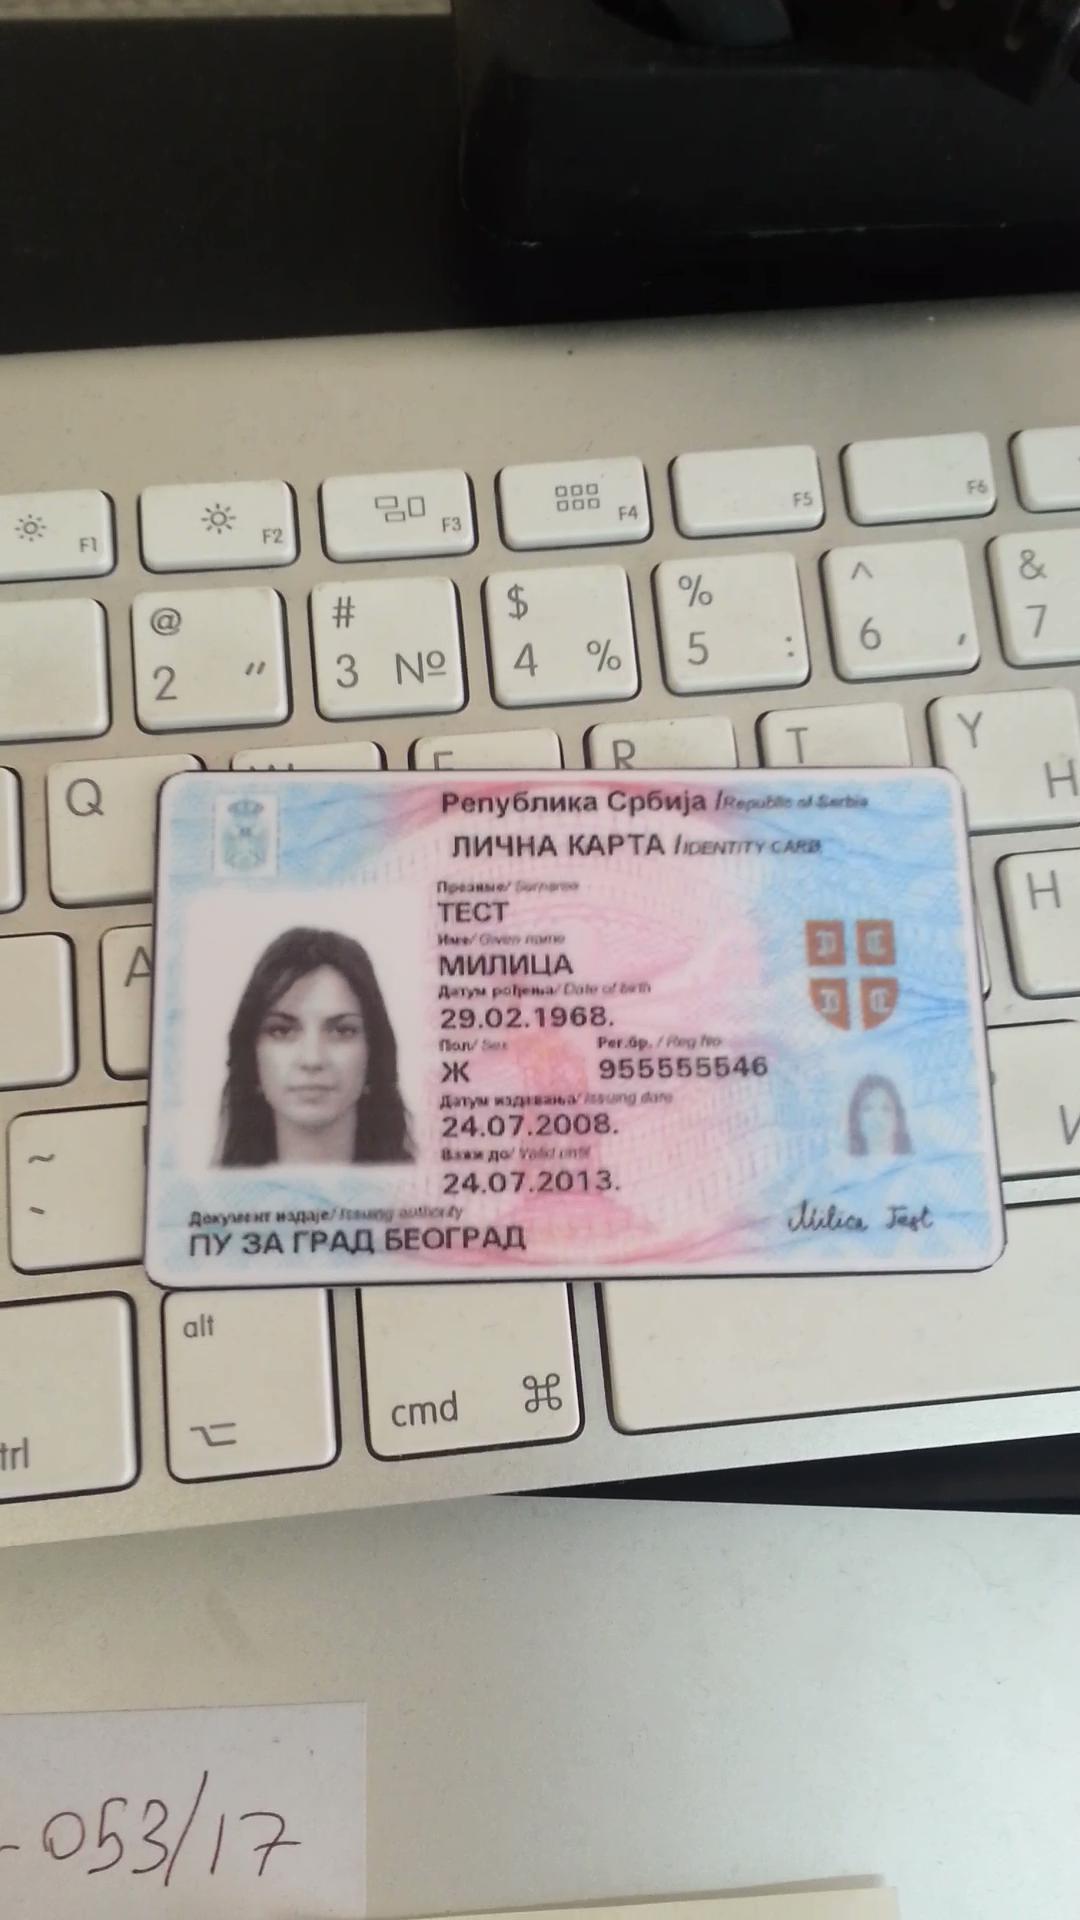 F1 F2 F3 F4 F5 F6
@ # $ % ^ &
2 " 3 № 4 % 5 : 6 , 7
Q R T Y
H
A H
Република Србија / Republic of Serbia
ЛИЧНА КАРТА / IDENTITY CARD
Презиме/ Surname
ТЕСТ
Име/ Given name
МИЛИЦА
Датум рођења/ Date of birth
29.02.1968.
Пол/ Sex Рег.бр. / Reg No
Ж 955555546
Датум издавања/ Issuing date
24.07.2008.
Важи до/ Valid until
24.07.2013.
Документ издаје/ Issuing authority
ПУ ЗА ГРАД БЕОГРАД
Milica Test
~
alt
cmd ⌘
trl ⌥
-053/17